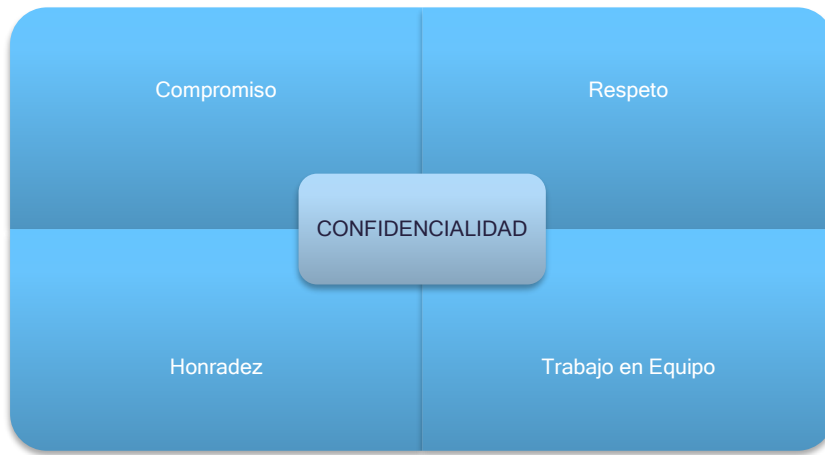 Compromiso
Respeto
CONFIDENCIALIDAD
Honradez
Trabajo en Equipo